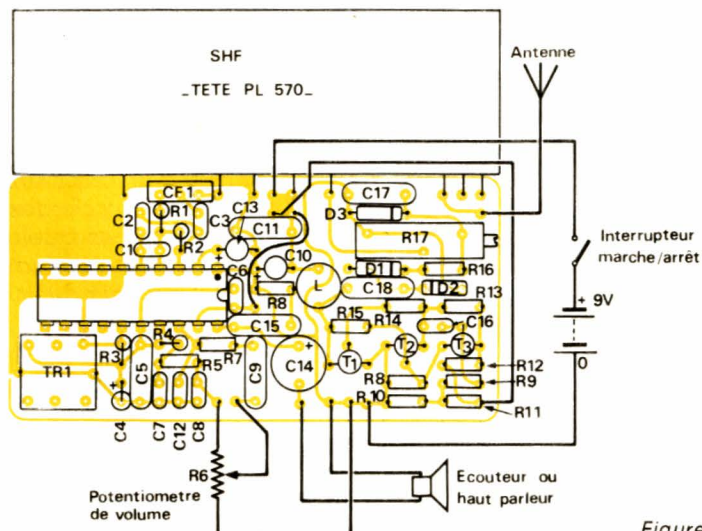 SHF
_TETE PL 570_
Antenne
CF1
C17
C2
R1
C3
C13
C11
D3
C1
R2
R17
Interrupteur
marche/arrêt
C10
D1
R16
C6
R8
L
C18
D2
R13
+ 9V
C15
R15
R14
C16
R3
R4
R7
T1
T2
T3
R12
TR1
C5
R5
C9
C14
+
R8
R9
0
R10
R11
C4
C7
C12
C8
R6
Potentiometre
de volume
Ecouteur ou
haut parleur
Figure